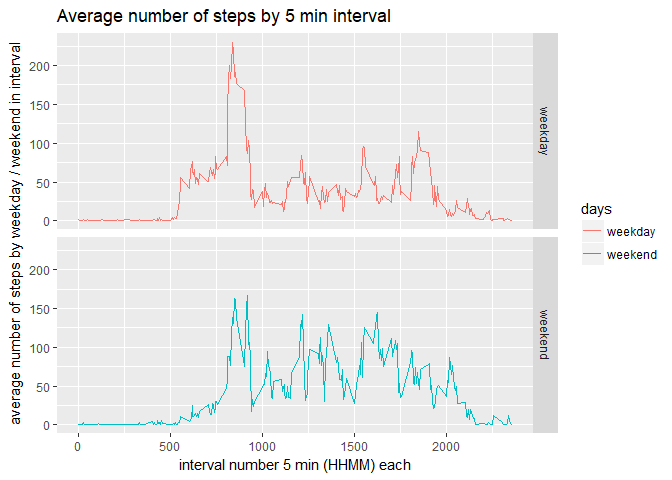 Average number of steps by 5 min interval
average number of steps by weekday / weekend in interval
200
150
100
50
0
weekday
200
150
100
50
0
weekend
0
500
1000
1500
2000
interval number 5 min (HHMM) each
days
weekday
weekend